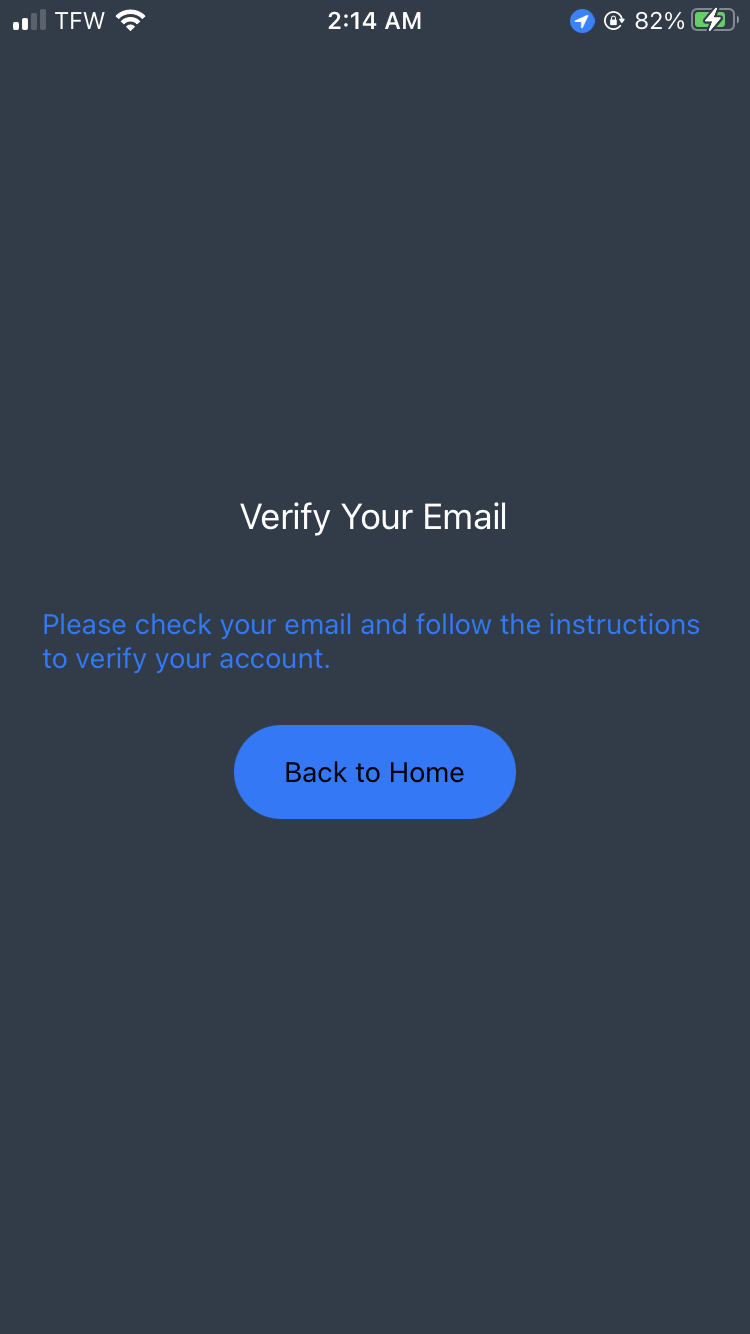 TFW 2:14 AM 82%
Verify Your Email
Please check your email and follow the instructions
to verify your account.
Back to Home